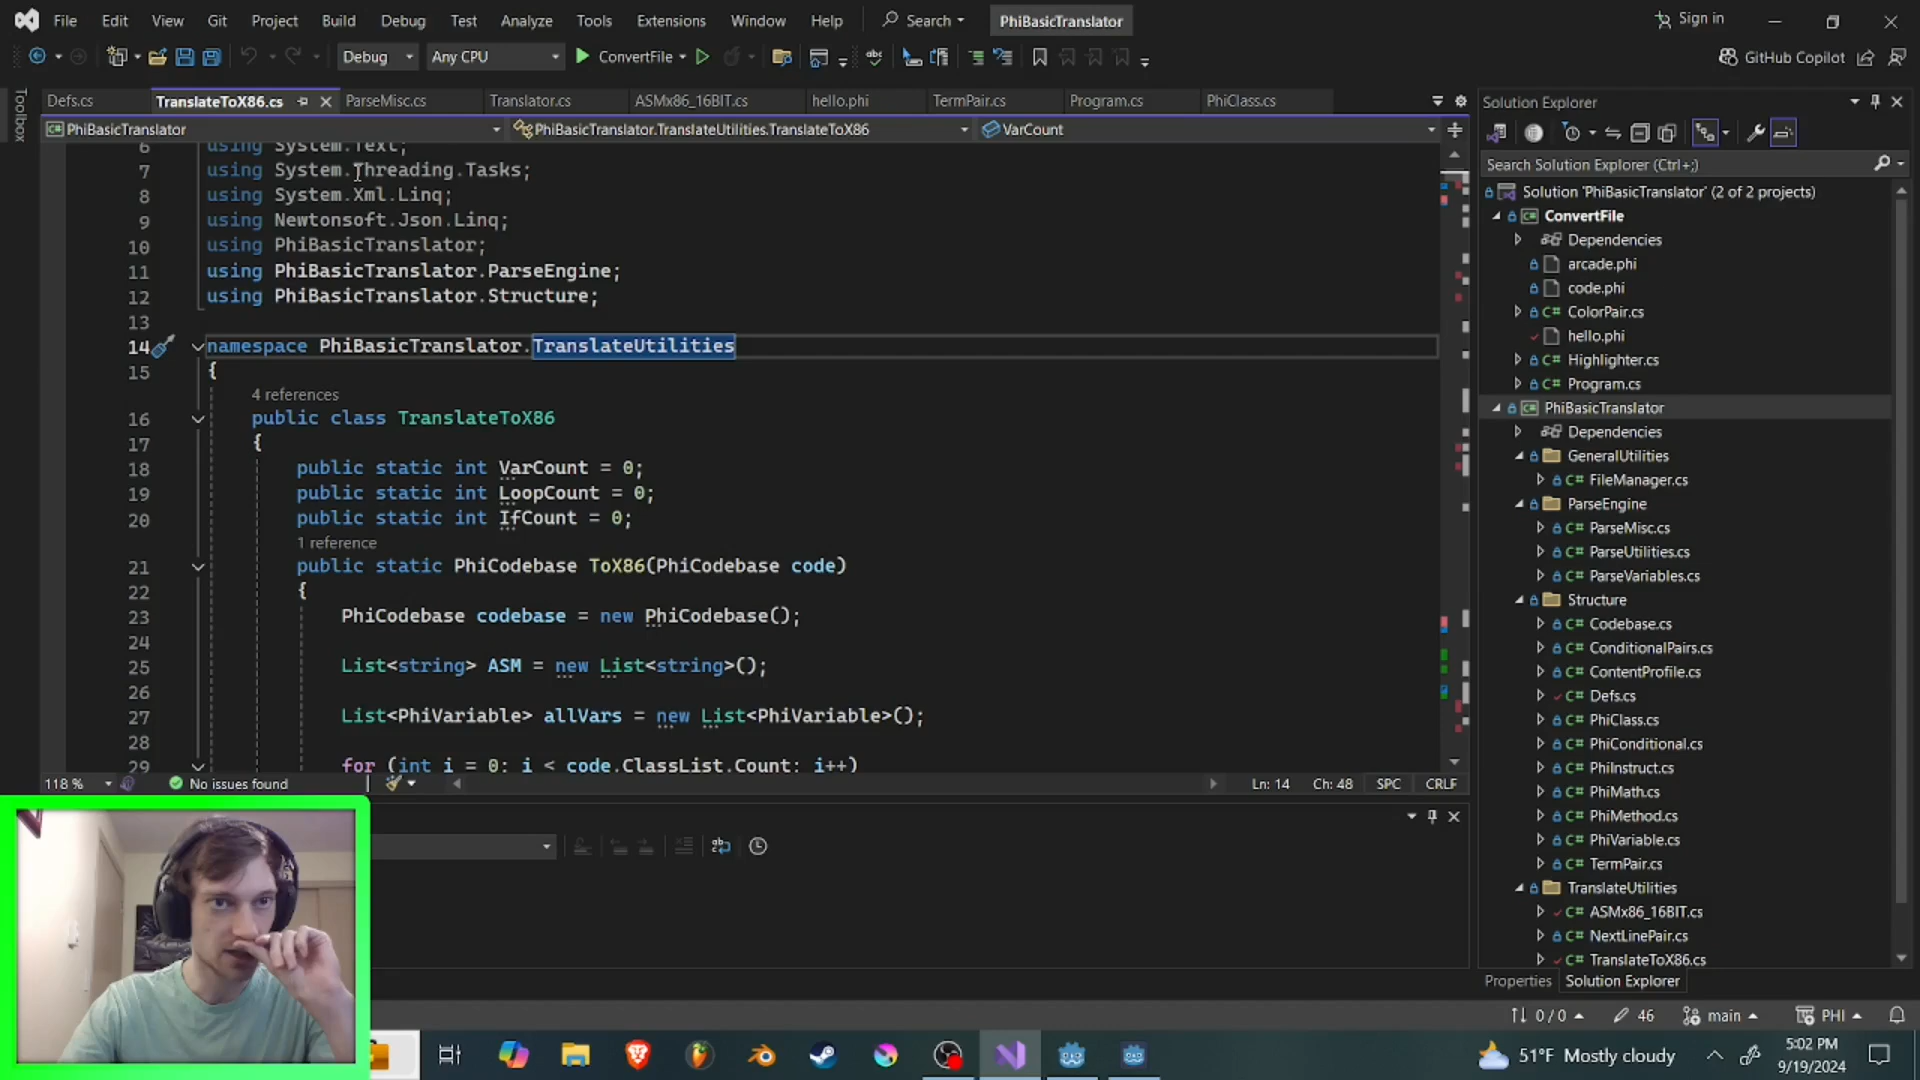 File Edit View Git Project Build Debug Test Analyze Tools Extensions Window Help Search PhiBasicTranslator Sign in
Debug Any CPU ConvertFile GitHub Copilot
Toolbox
Defs.cs TranslateToX86.cs ParseMisc.cs Translator.cs ASMx86_16BIT.cs hello.phi TermPair.cs Program.cs PhiClass.cs
PhiBasicTranslator PhiBasicTranslator.TranslateUtilities.TranslateToX86 VarCount
6 using System.Text;
7 using System.Threading.Tasks;
8 using System.Xml.Linq;
9 using Newtonsoft.Json.Linq;
10 using PhiBasicTranslator;
11 using PhiBasicTranslator.ParseEngine;
12 using PhiBasicTranslator.Structure;
13
14 namespace PhiBasicTranslator.TranslateUtilities
15 {
4 references
16 public class TranslateToX86
17 {
18 public static int VarCount = 0;
19 public static int LoopCount = 0;
20 public static int IfCount = 0;
1 reference
21 public static PhiCodebase ToX86(PhiCodebase code)
22 {
23 PhiCodebase codebase = new PhiCodebase();
24
25 List<string> ASM = new List<string>();
26
27 List<PhiVariable> allVars = new List<PhiVariable>();
28
29 for (int i = 0; i < code.ClassList.Count; i++)
118 % No issues found Ln: 14 Ch: 48 SPC CRLF
Solution Explorer
Search Solution Explorer (Ctrl+;)
Solution 'PhiBasicTranslator' (2 of 2 projects)
ConvertFile
Dependencies
arcade.phi
code.phi
C# ColorPair.cs
hello.phi
C# Highlighter.cs
C# Program.cs
PhiBasicTranslator
Dependencies
GeneralUtilities
C# FileManager.cs
ParseEngine
C# ParseMisc.cs
C# ParseUtilities.cs
C# ParseVariables.cs
Structure
C# Codebase.cs
C# ConditionalPairs.cs
C# ContentProfile.cs
C# Defs.cs
C# PhiClass.cs
C# PhiConditional.cs
C# PhiInstruct.cs
C# PhiMath.cs
C# PhiMethod.cs
C# PhiVariable.cs
C# TermPair.cs
TranslateUtilities
C# ASMx86_16BIT.cs
C# NextLinePair.cs
C# TranslateToX86.cs
Properties Solution Explorer
0 / 0 46 main PHI
51°F Mostly cloudy 5:02 PM
9/19/2024